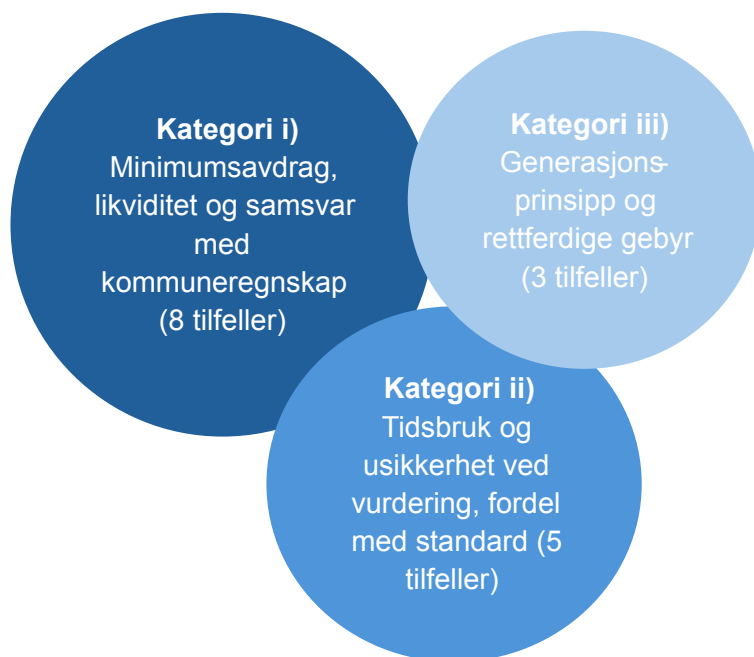 Kategori i)
Minimumsavdrag,
likviditet og samsvar
med
kommuneregnskap
(8 tilfeller)
Kategori iii)
Generasjons-
prinsipp og
rettferdige gebyr
(3 tilfeller)
Kategori ii)
Tidsbruk og
usikkerhet ved
vurdering, fordel
med standard (5
tilfeller)